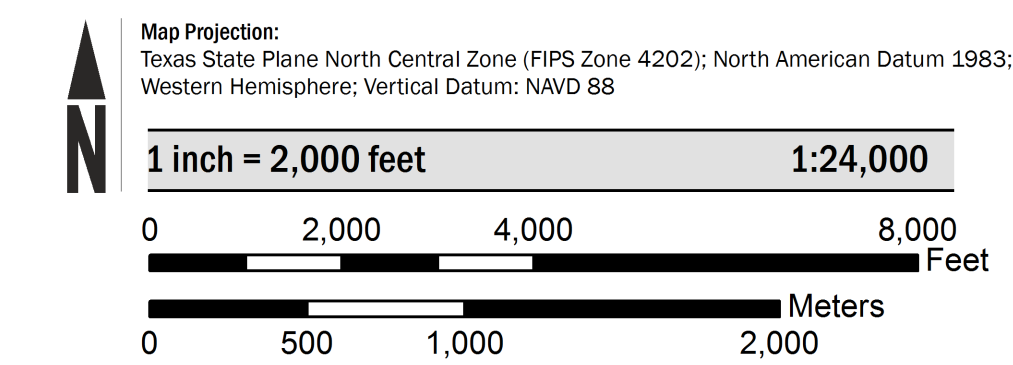 N
Map Projection:
Texas State Plane North Central Zone (FIPS Zone 4202); North American Datum 1983;
Western Hemisphere; Vertical Datum: NAVD 88
1 inch = 2,000 feet 1:24,000
0 2,000 4,000 8,000
Feet
Meters
0 500 1,000 2,000